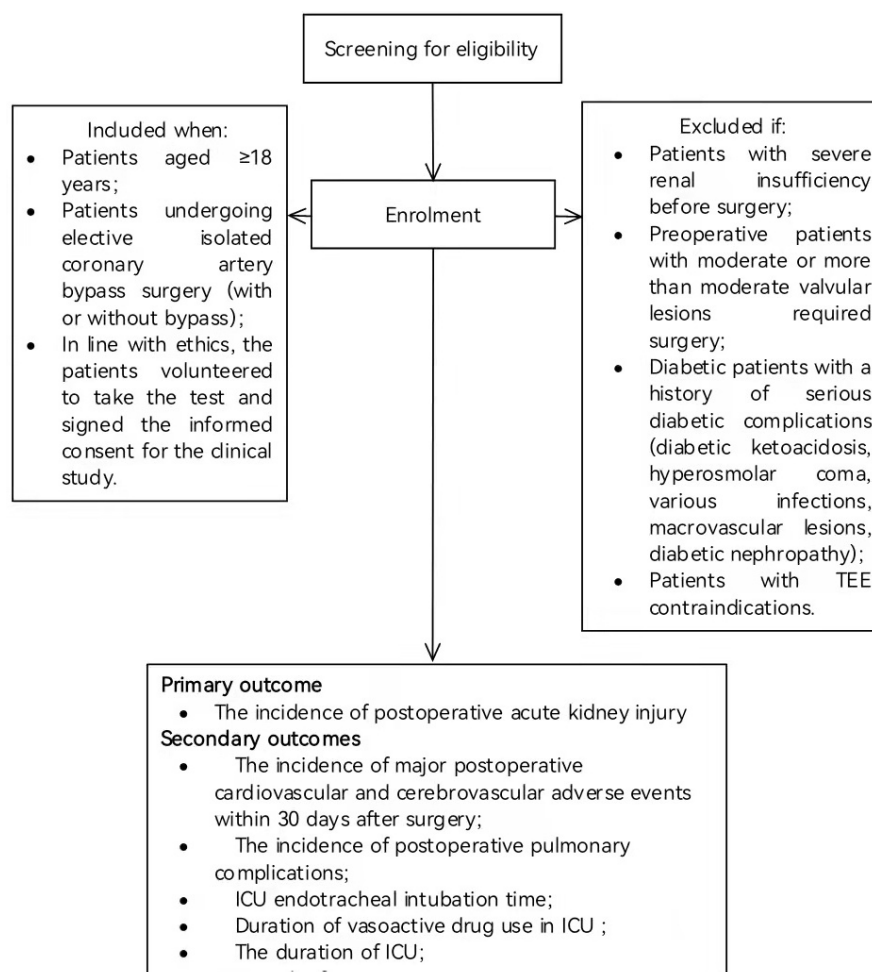 Screening for eligibility
Included when:
• Patients aged ≥18
years;
• Patients undergoing
elective isolated
coronary artery
bypass surgery (with
or without bypass);
• In line with ethics, the
patients volunteered
to take the test and
signed the informed
consent for the clinical
study.
Enrolment
Excluded if:
• Patients with severe
renal insufficiency
before surgery;
• Preoperative patients
with moderate or more
than moderate valvular
lesions required
surgery;
• Diabetic patients with a
history of serious
diabetic complications
(diabetic ketoacidosis,
hyperosmolar coma,
various infections,
macrovascular lesions,
diabetic nephropathy);
• Patients with TEE
contraindications.
Primary outcome
• The incidence of postoperative acute kidney injury
Secondary outcomes
• The incidence of major postoperative
cardiovascular and cerebrovascular adverse events
within 30 days after surgery;
• The incidence of postoperative pulmonary
complications;
• ICU endotracheal intubation time;
• Duration of vasoactive drug use in ICU ;
• The duration of ICU;